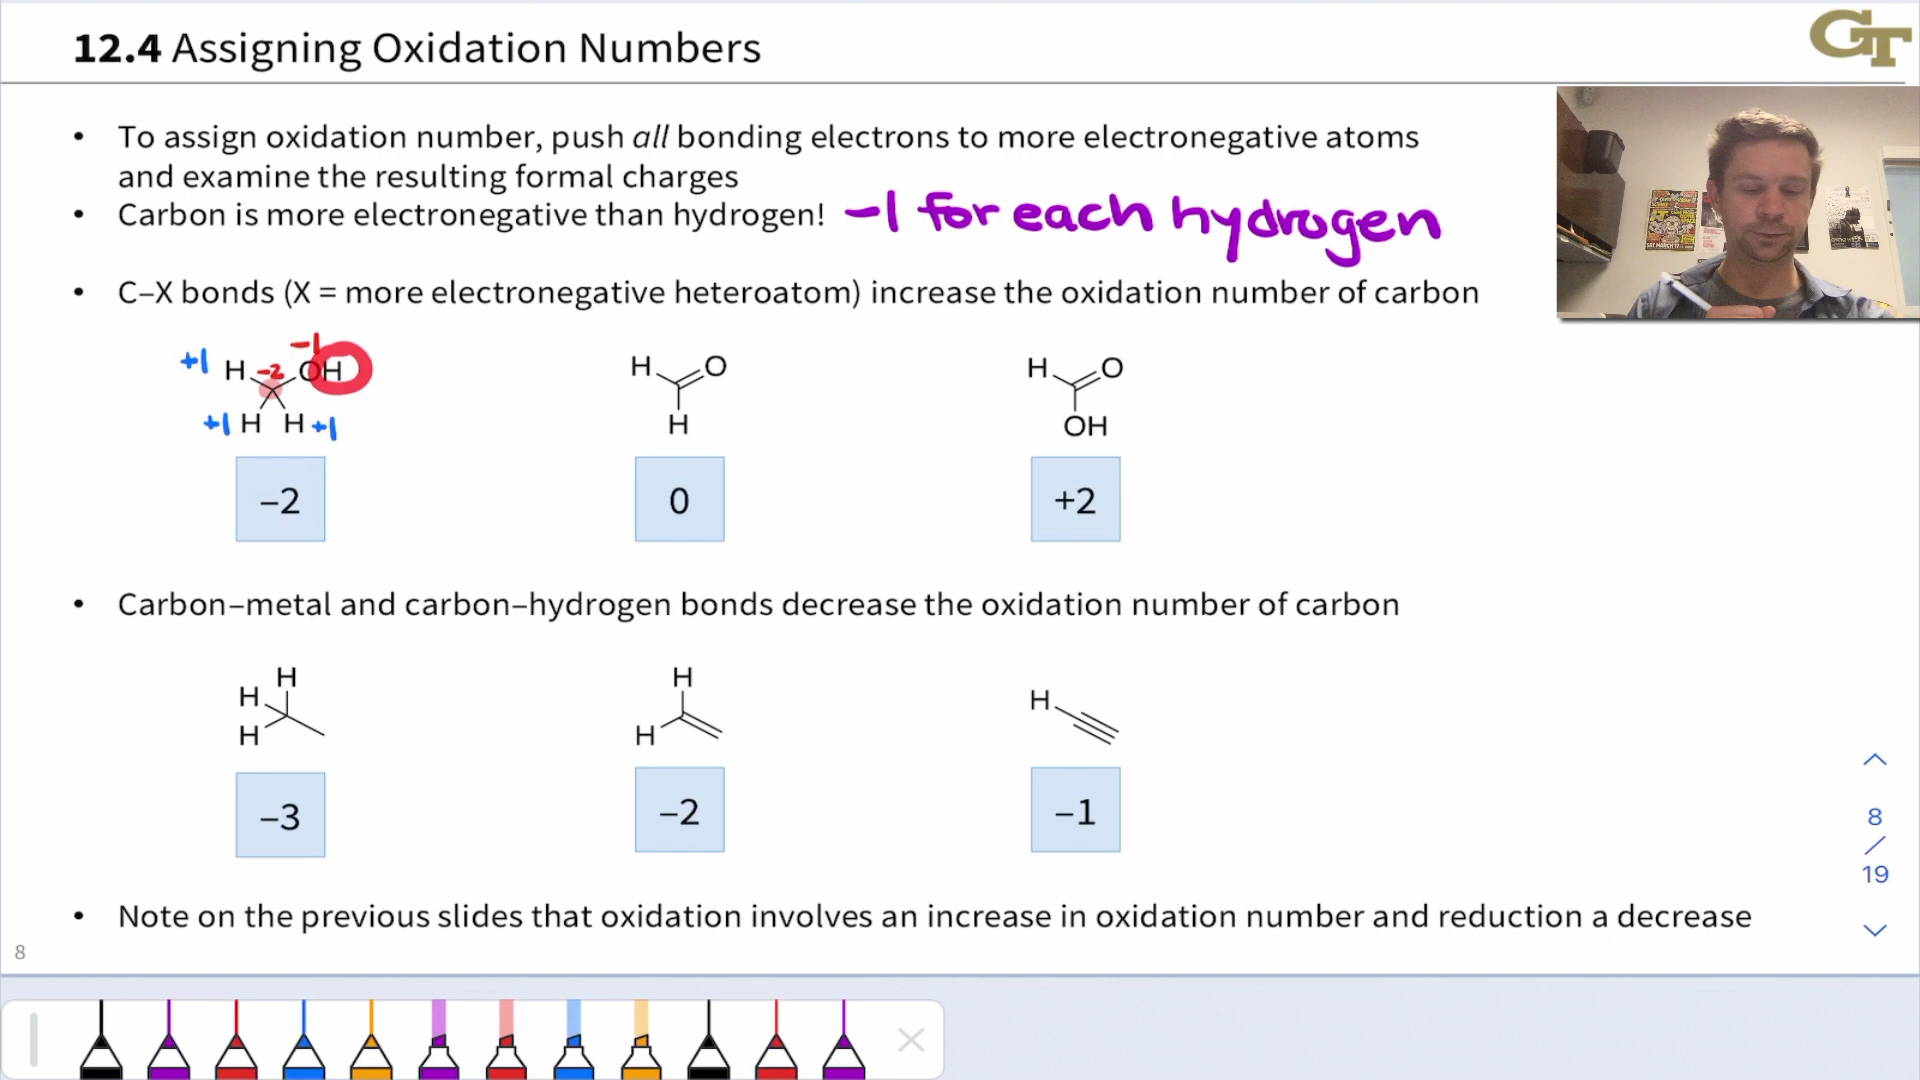 12.4 Assigning Oxidation Numbers
GT
• To assign oxidation number, push all bonding electrons to more electronegative atoms
and examine the resulting formal charges
• Carbon is more electronegative than hydrogen! -1 for each hydrogen
• C–X bonds (X = more electronegative heteroatom) increase the oxidation number of carbon
-1
+1 H -2 OH
+1 H H +1
H O
H
H O
OH
–2 0 +2
• Carbon–metal and carbon–hydrogen bonds decrease the oxidation number of carbon
H
H
H
H
H
H
–3 –2 –1
8
/
19
• Note on the previous slides that oxidation involves an increase in oxidation number and reduction a decrease
8